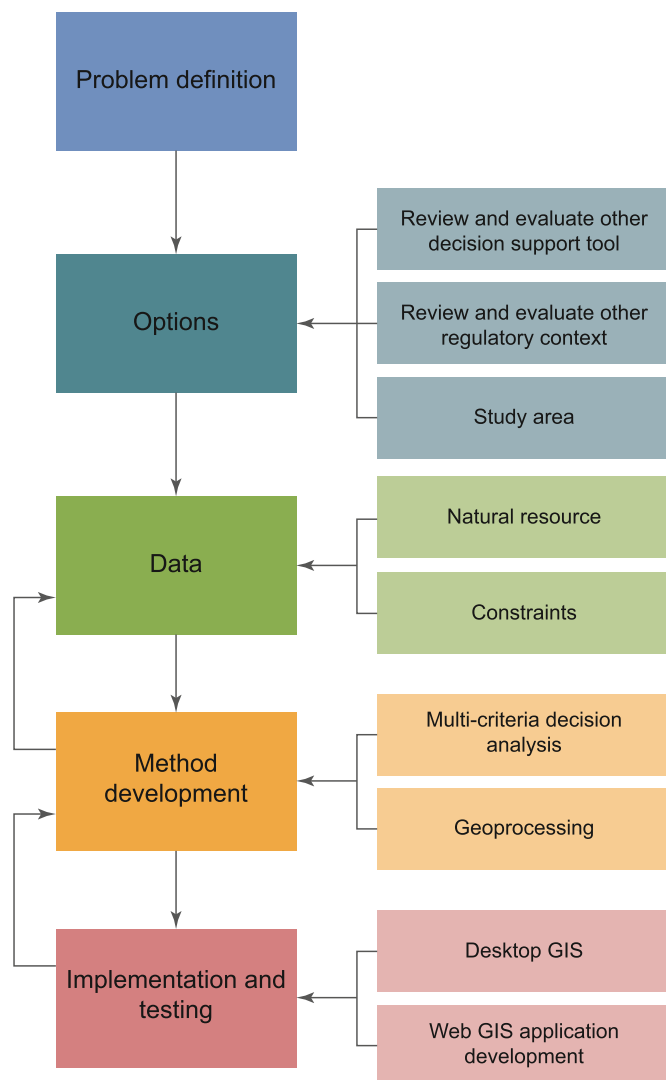 Problem definition
Options
Review and evaluate other
decision support tool
Review and evaluate other
regulatory context
Study area
Data
Natural resource
Constraints
Method
development
Multi-criteria decision
analysis
Geoprocessing
Implementation and
testing
Desktop GIS
Web GIS application
development